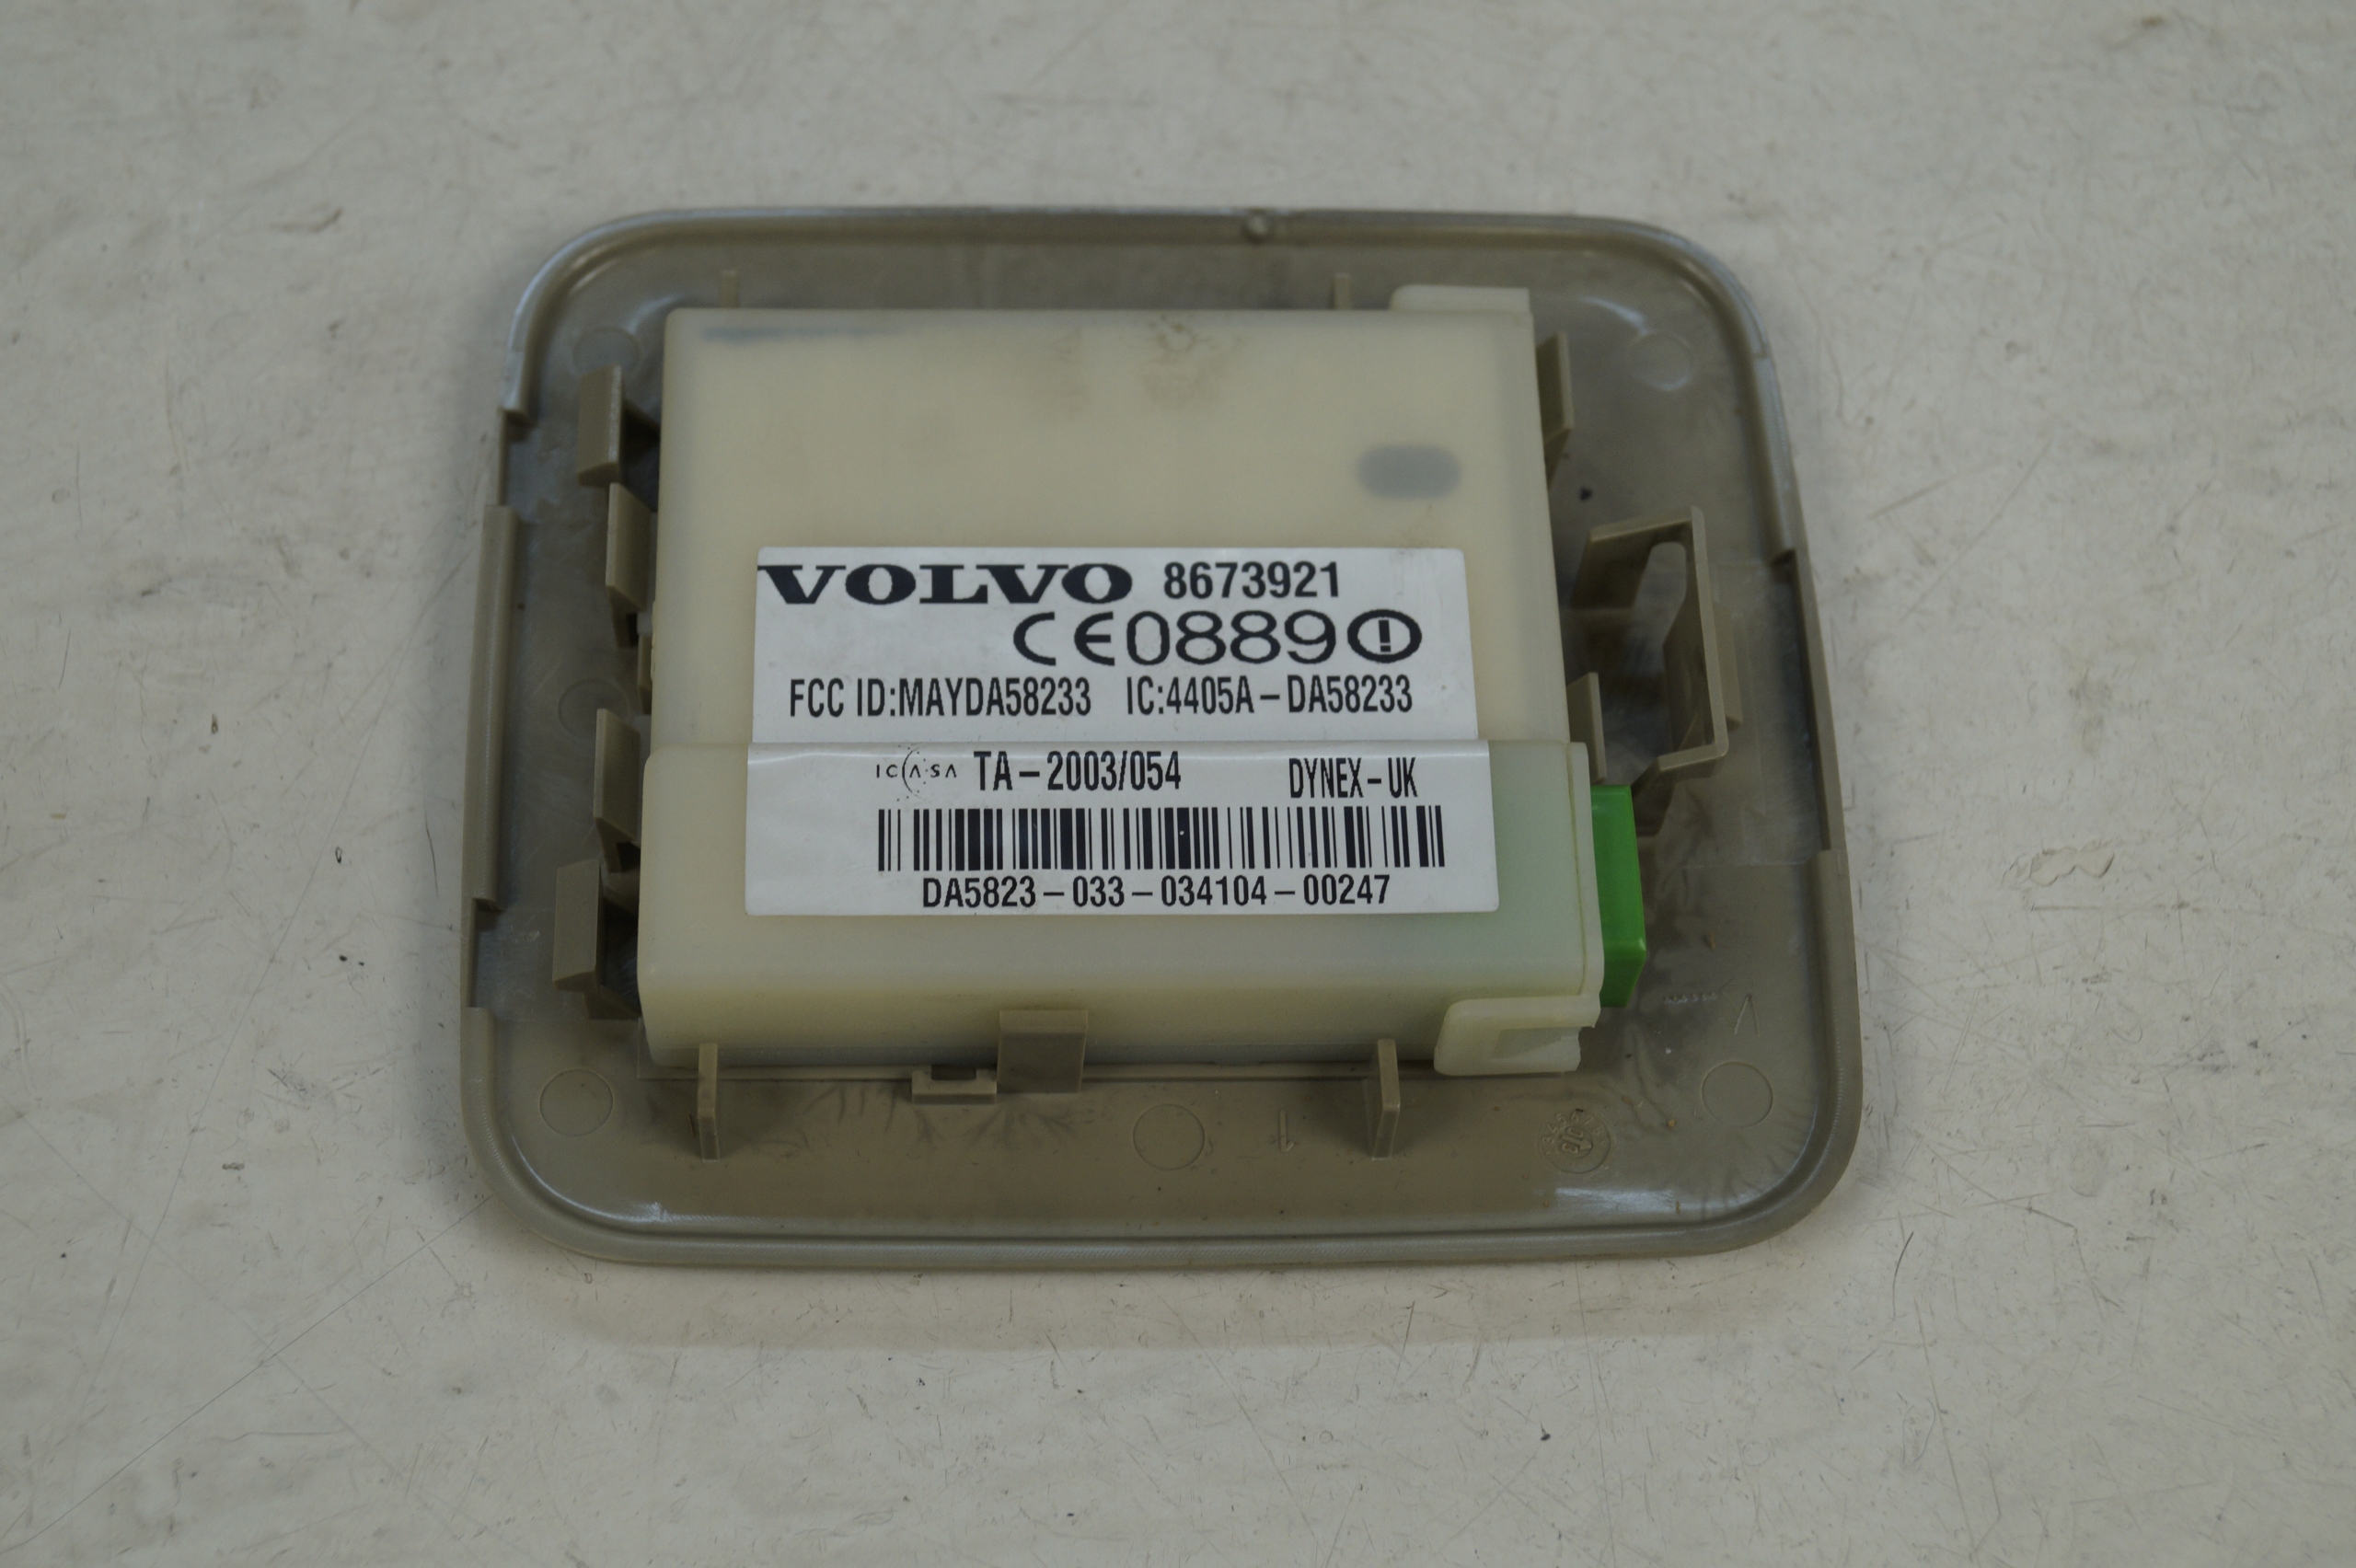 VOLVO 8673921
CE0889
FCC ID:MAYDA58233 IC:4405A-DA58233
ICASA TA-2003/054 DYNEX-UK
DA5823-033-034104-00247